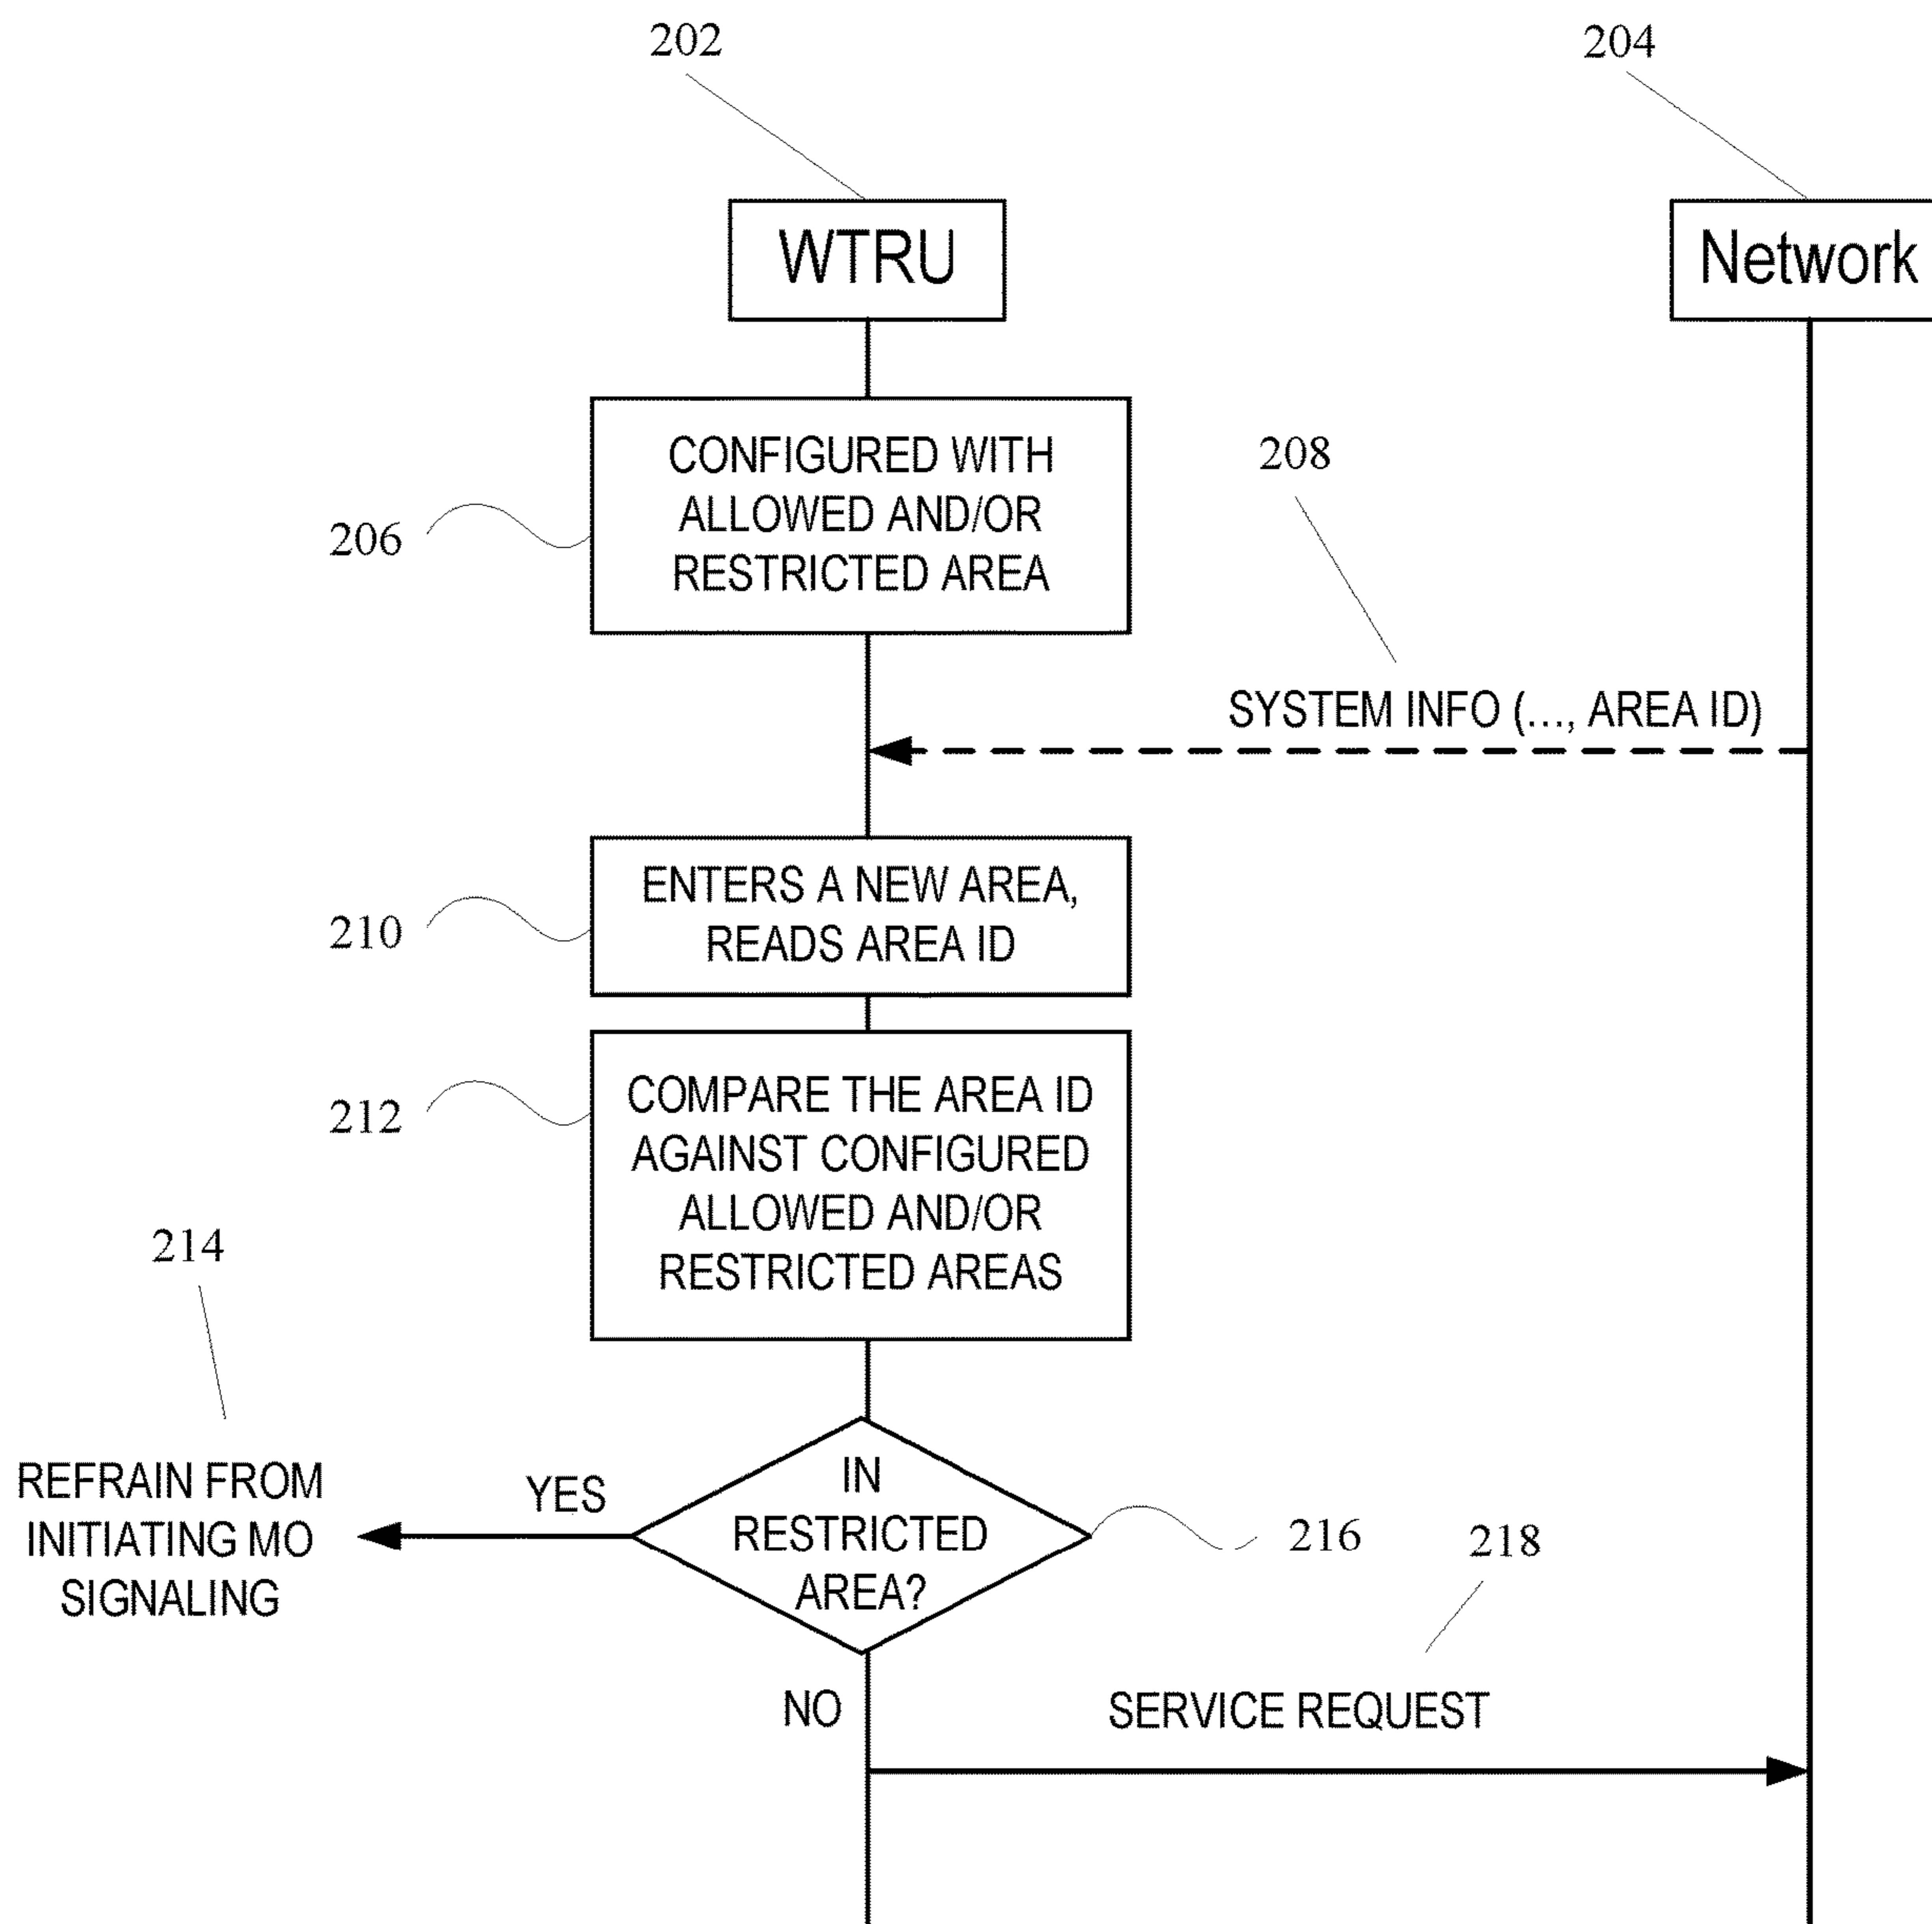 202
204
WTRU
Network
CONFIGURED WITH
ALLOWED AND/OR
RESTRICTED AREA
206
208
SYSTEM INFO (..., AREA ID)
ENTERS A NEW AREA,
READS AREA ID
210
COMPARE THE AREA ID
AGAINST CONFIGURED
ALLOWED AND/OR
RESTRICTED AREAS
212
214
REFRAIN FROM
INITIATING MO
SIGNALING
YES
IN
RESTRICTED
AREA?
216
218
NO
SERVICE REQUEST